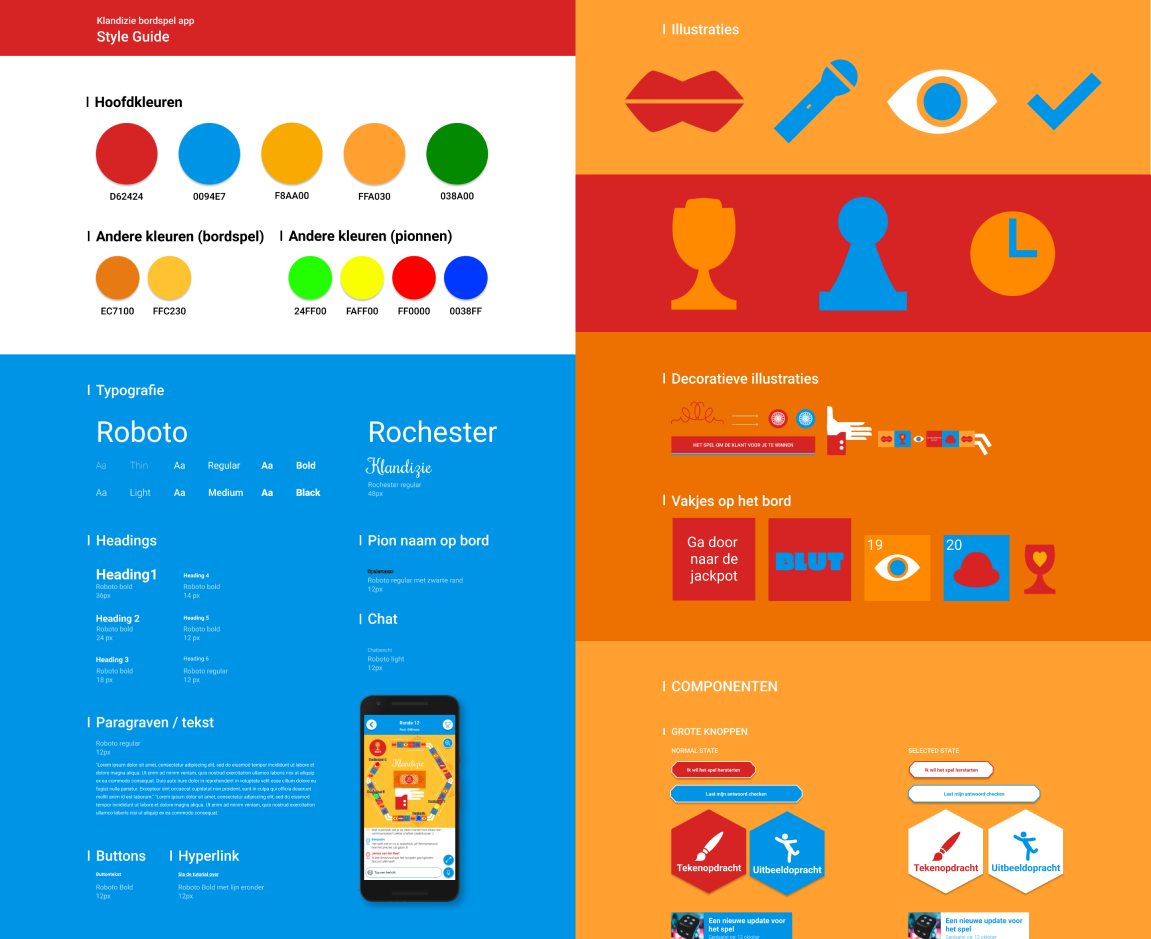 Klandizie bordspel app
Style Guide
Hoofdkleuren
D62424
0094E7
F8AA00
FFA030
038A00
Andere kleuren (bordspel)
Andere kleuren (pionnen)
EC7100
FFC230
24FF00
FAFF00
FF0000
0038FF
Typografie
Roboto
Aa Thin Aa Regular Aa Bold
Aa Light Aa Medium Aa Black
Rochester
Klandizie
Rochester regular
48px
Headings
Heading1
Roboto bold
36px
Heading 2
Roboto bold
24 px
Heading 3
Roboto bold
18 px
Heading 4
Roboto bold
14 px
Heading 5
Roboto bold
12 px
Heading 6
Roboto regular
12 px
Pion naam op bord
Roboto regular met zwarte rand
12px
Chat
Chatbericht
Roboto light
12px
Paragraven / tekst
Roboto regular
12px
"Lorem ipsum dolor sit amet, consectetur adipiscing elit, sed do eiusmod tempor incididunt ut labore et
dolore magna aliqua. Ut enim ad minim veniam, quis nostrud exercitation ullamco laboris nisi ut aliquip
ex ea commodo consequat. Duis aute irure dolor in reprehenderit in voluptate velit esse cillum dolore eu
fugiat nulla pariatur. Excepteur sint occaecat cupidatat non proident, sunt in culpa qui officia deserunt
mollit anim id est laborum." "Lorem ipsum dolor sit amet, consectetur adipiscing elit, sed do eiusmod
tempor incididunt ut labore et dolore magna aliqua. Ut enim ad minim veniam, quis nostrud exercitation
ullamco laboris nisi ut aliquip ex ea commodo consequat.
Buttons
Buttontekst
Roboto Bold
12px
Hyperlink
Sla de tutorial over
Roboto Bold met lijn eronder
12px
Ronde 12
Klandizie
Illustraties
Decoratieve illustraties
HET SPEL OM DE KLANT VOOR JE TE WINNEN
Vakjes op het bord
Ga door
naar de
jackpot
BLUT
19
20
COMPONENTEN
GROTE KNOPPEN
NORMAL STATE
Ik wil het spel herstarten
Laat mijn antwoord checken
Tekenopdracht
Uitbeeldopracht
Een nieuwe update voor
het spel
Geplaatst op 12 oktober
SELECTED STATE
Ik wil het spel herstarten
Laat mijn antwoord checken
Tekenopdracht
Uitbeeldopracht
Een nieuwe update voor
het spel
Geplaatst op 12 oktober